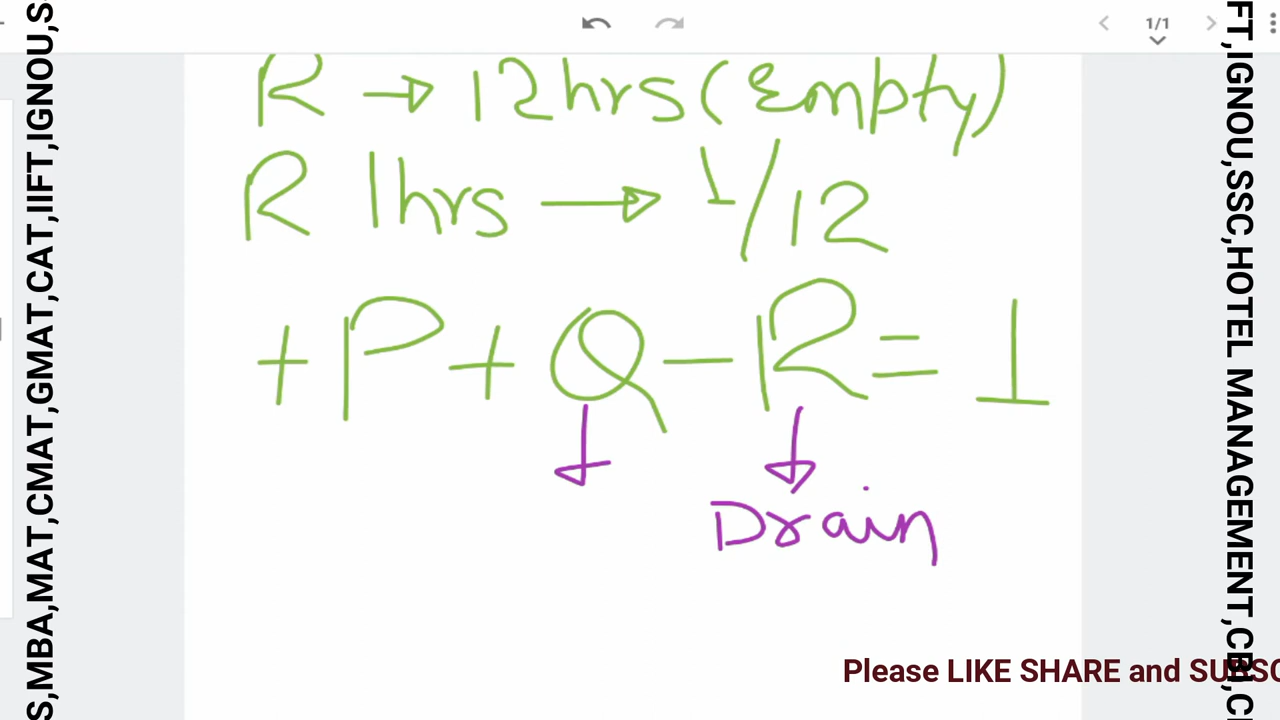 1/1
R → 12hrs (Empty)
R 1hrs → 1/12
+P+Q-R=1
Drain
Please LIKE SHARE and SUBSC
S,MBA,MAT,CMAT,GMAT,CAT,IIFT,IGNOU,S
FT,IGNOU,SSC,HOTEL MANAGEMENT,CBI,C